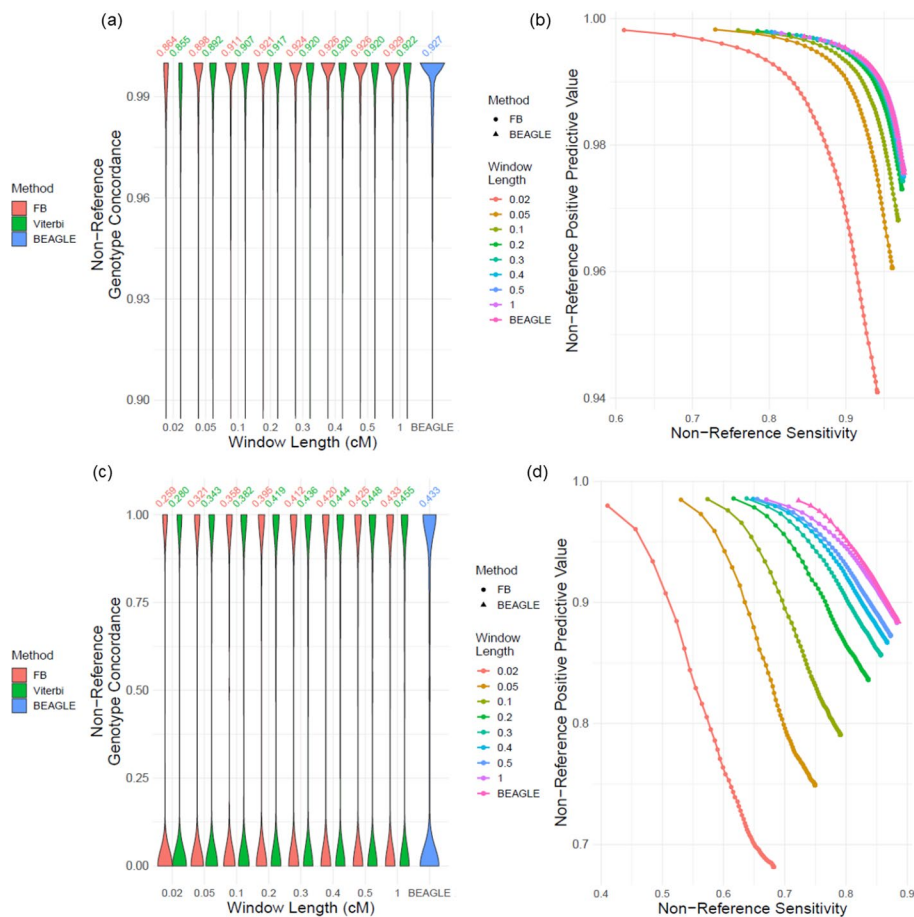 (a)
0.864
0.855
0.898
0.892
0.911
0.907
0.921
0.917
0.924
0.920
0.926
0.920
0.926
0.920
0.929
0.922
0.927
0.99
0.96
0.93
0.90
Non−Reference
Genotype Concordance
Method
FB
Viterbi
BEAGLE
0.02 0.05 0.1 0.2 0.3 0.4 0.5 1 BEAGLE
Window Length (cM)
(b)
1.00
0.98
0.96
0.94
Non−Reference Positive Predictive Value
Method
FB
BEAGLE
Window
Length
0.02
0.05
0.1
0.2
0.3
0.4
0.5
1
BEAGLE
0.6 0.7 0.8 0.9
Non−Reference Sensitivity
(c)
0.259
0.280
0.321
0.343
0.358
0.382
0.395
0.419
0.412
0.436
0.420
0.444
0.425
0.448
0.433
0.455
0.433
1.00
0.75
0.50
0.25
0.00
Non−Reference
Genotype Concordance
Method
FB
Viterbi
BEAGLE
0.02 0.05 0.1 0.2 0.3 0.4 0.5 1 BEAGLE
Window Length (cM)
(d)
1.0
0.9
0.8
0.7
Non−Reference Positive Predictive Value
Method
FB
BEAGLE
Window
Length
0.02
0.05
0.1
0.2
0.3
0.4
0.5
1
BEAGLE
0.4 0.5 0.6 0.7 0.8 0.9
Non−Reference Sensitivity